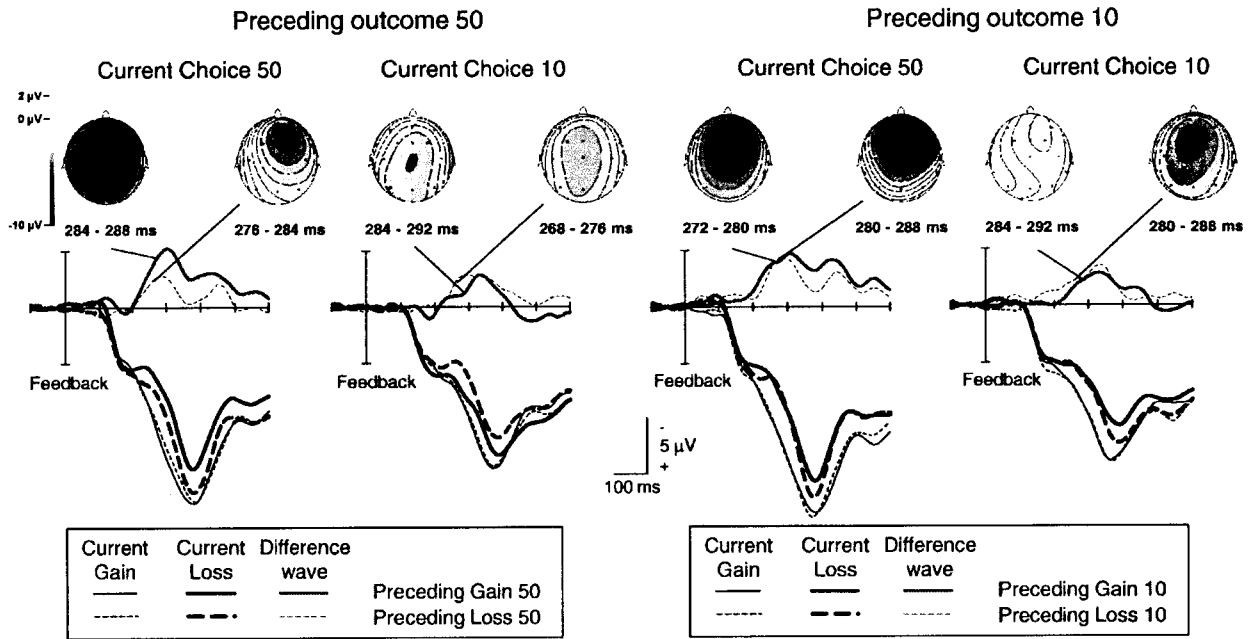 Preceding outcome 50
Preceding outcome 10
Current Choice 50
Current Choice 10
Current Choice 50
Current Choice 10
2 µV
0 µV
-10 µV
284 - 288 ms
276 - 284 ms
284 - 292 ms
268 - 276 ms
272 - 280 ms
280 - 288 ms
284 - 292 ms
280 - 288 ms
Feedback
Feedback
Feedback
Feedback
-
5 µV
+
100 ms
Current Gain
Current Loss
Difference wave
Preceding Gain 50
Preceding Loss 50
Current Gain
Current Loss
Difference wave
Preceding Gain 10
Preceding Loss 10